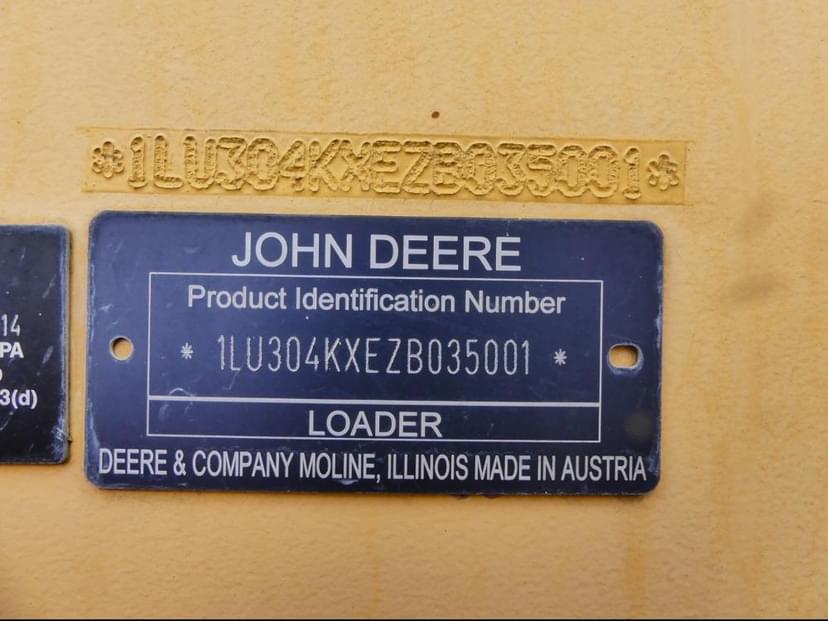 *1LU304KXEZB035001*
JOHN DEERE
Product Identification Number
* 1LU304KXEZB035001 *
LOADER
DEERE & COMPANY MOLINE, ILLINOIS MADE IN AUSTRIA
14
PA
3(d)